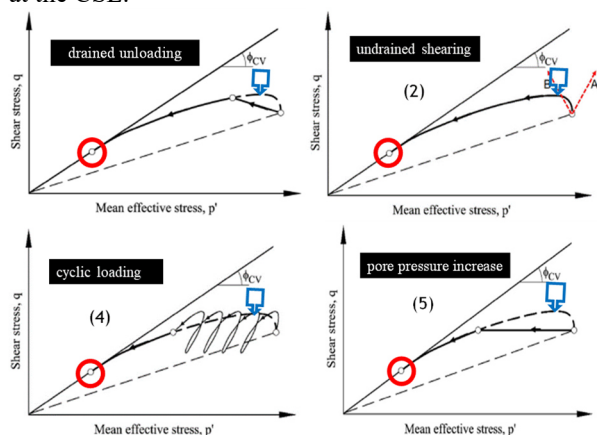 at the CSL.
drained unloading
undrained shearing
ϕCV
ϕCV
B
A
(2)
Shear stress, q
Shear stress, q
Mean effective stress, p'
Mean effective stress, p'
cyclic loading
pore pressure increase
ϕCV
ϕCV
(4)
(5)
Shear stress, q
Shear stress, q
Mean effective stress, p'
Mean effective stress, p'